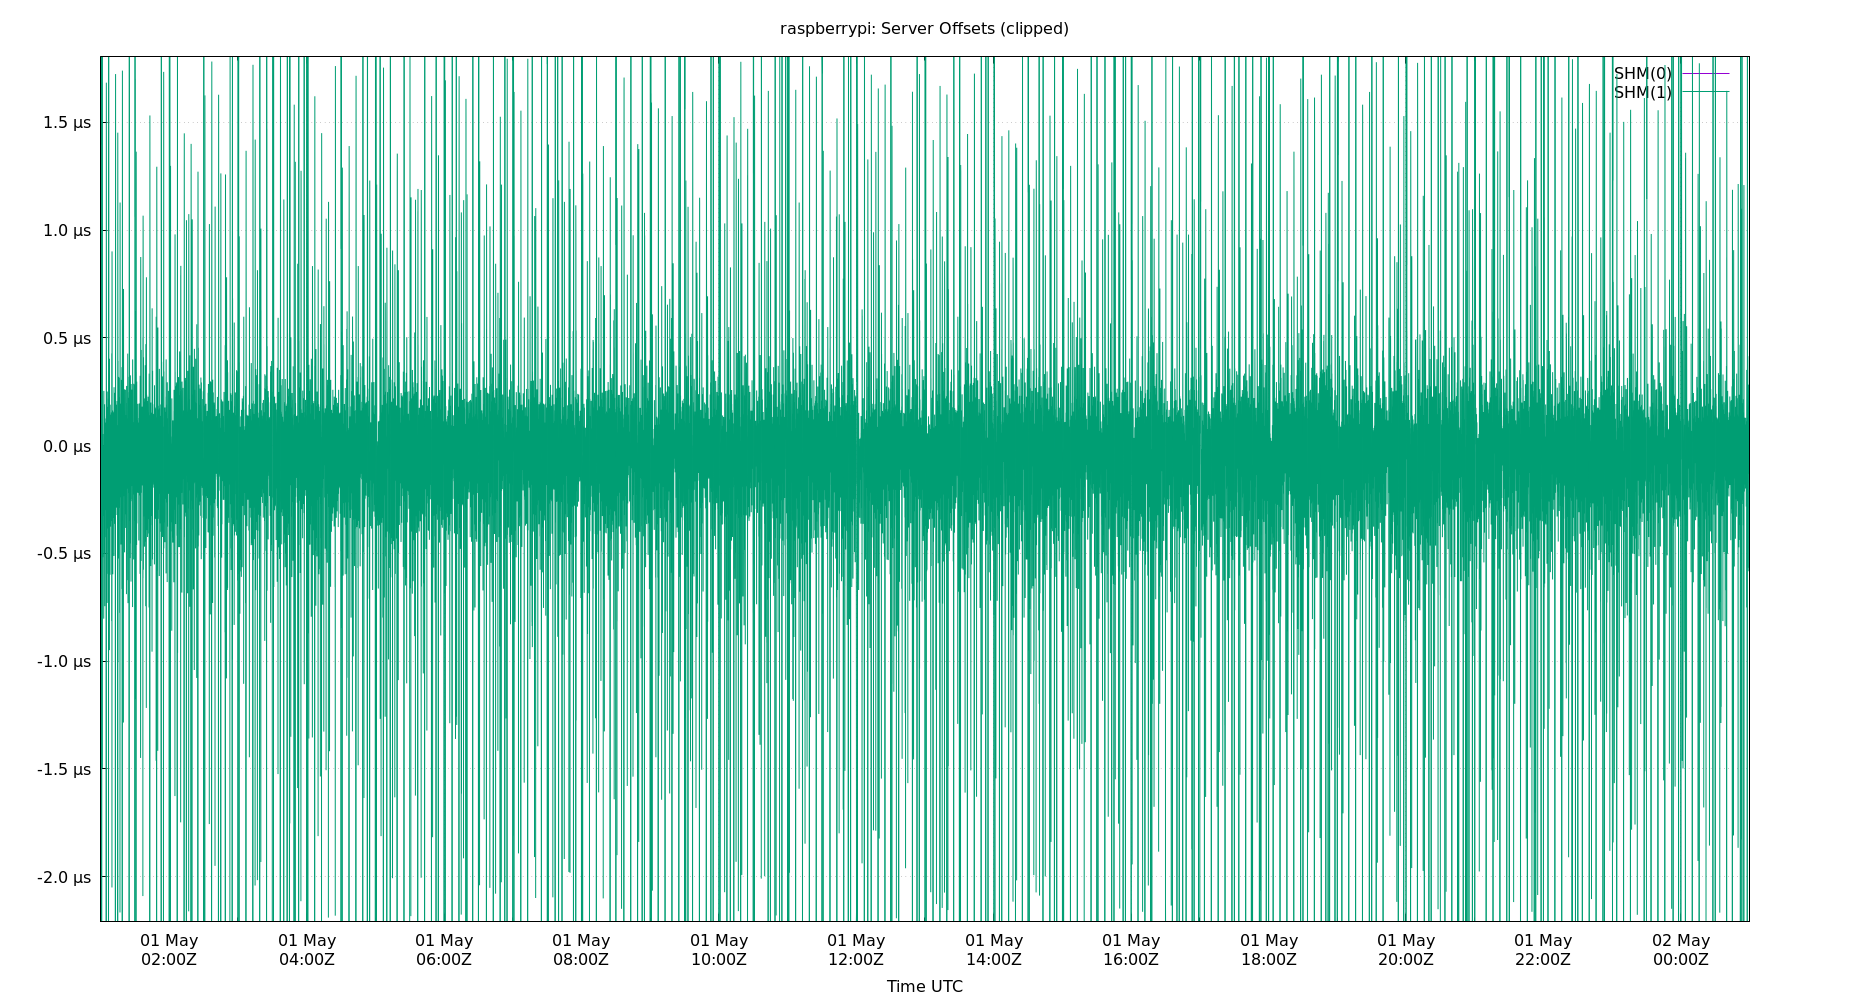 raspberrypi: Server Offsets (clipped)
SHM(0)
SHM(1)
1.5 µs
1.0 µs
0.5 µs
0.0 µs
-0.5 µs
-1.0 µs
-1.5 µs
-2.0 µs
01 May 01 May 01 May 01 May 01 May 01 May 01 May 01 May 01 May 01 May 01 May 02 May
02:00Z 04:00Z 06:00Z 08:00Z 10:00Z 12:00Z 14:00Z 16:00Z 18:00Z 20:00Z 22:00Z 00:00Z
Time UTC